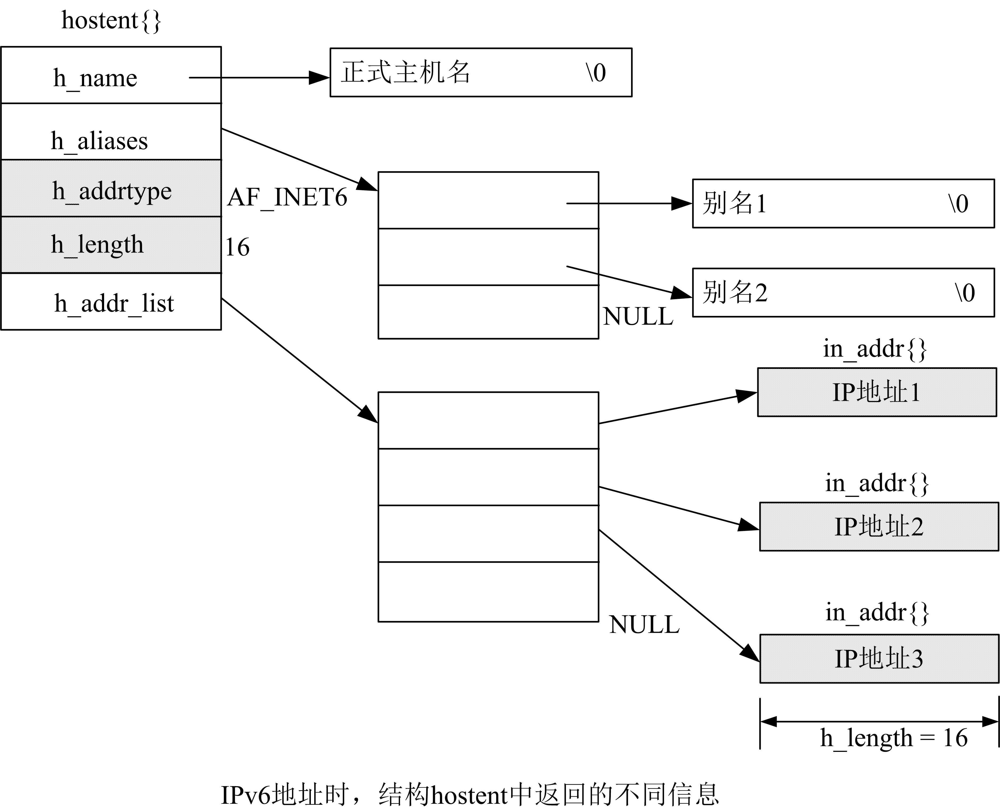 hostent{}
h_name
正式主机名 \0
h_aliases
h_addrtype
AF_INET6
别名1 \0
h_length
16
别名2 \0
h_addr_list
NULL
in_addr{}
IP地址1
in_addr{}
IP地址2
in_addr{}
NULL
IP地址3
h_length = 16
IPv6地址时，结构hostent中返回的不同信息